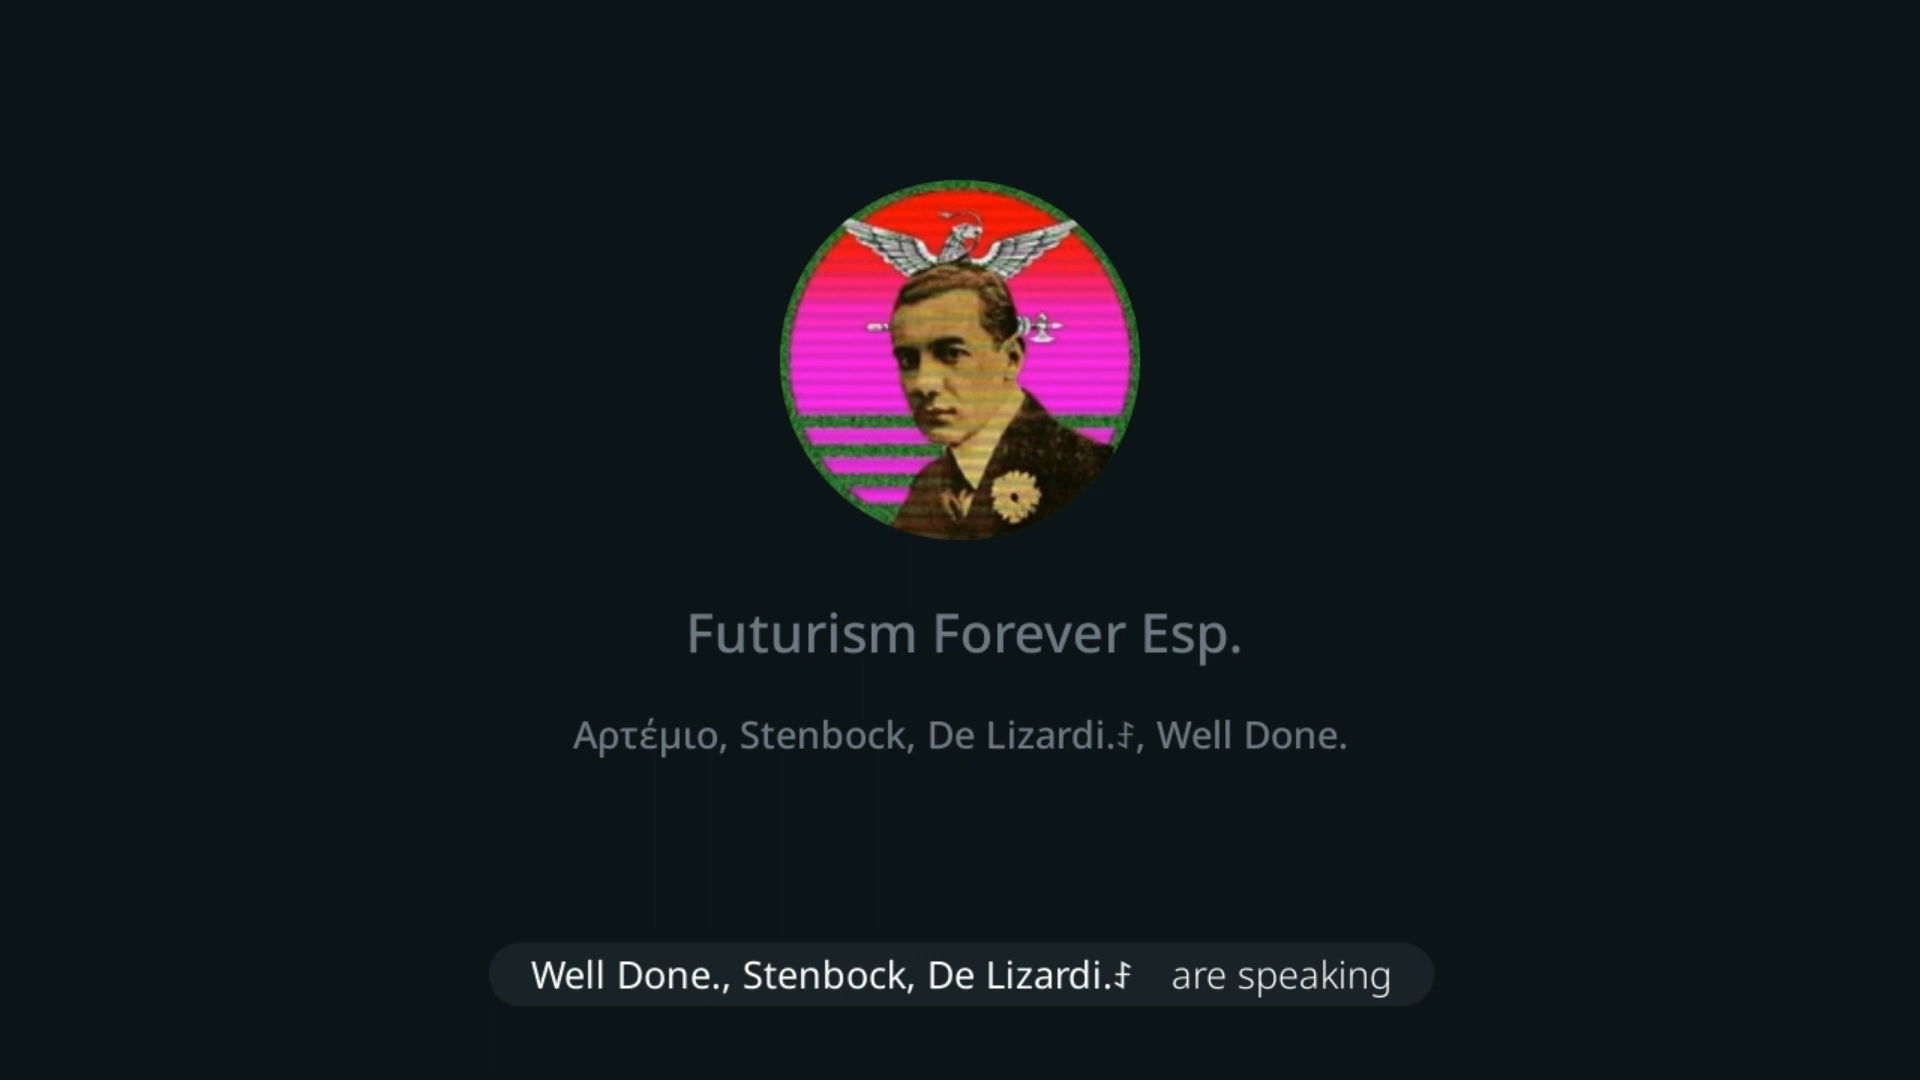 Futurism Forever Esp.
Αρτέμιο, Stenbock, De Lizardi.⯝, Well Done.
Well Done., Stenbock, De Lizardi.⯝ are speaking